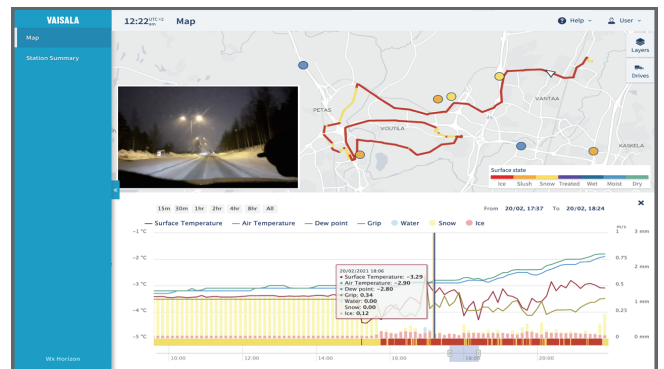 VAISALA
12:22 UTC+2 am Map
Help
User
Map
Station Summary
Layers
Drives
PETAS
VANTAA
VOUTILA
KASKELA
Surface state
Ice Slush Snow Treated Wet Moist Dry
15m 30m 1hr 2hr 4hr 8hr All
From 20/02, 17:37 To 20/02, 18:24
Surface Temperature Air Temperature Dew point Grip Water Snow Ice
m/s
-1 °C 1 3 mm
-2 °C 0.75 2 mm
-3 °C 0.5
-4 °C 0.25 1 mm
-5 °C 0 0 mm
20/02/2021 18:06
Surface Temperature: -3.29
Air Temperature: -2.90
Dew point: -2.80
Grip: 0,34
Water: 0.00
Snow: 0.00
Ice: 0,12
10:00 12:00 14:00 16:00 18:00 20:00
Wx Horizon